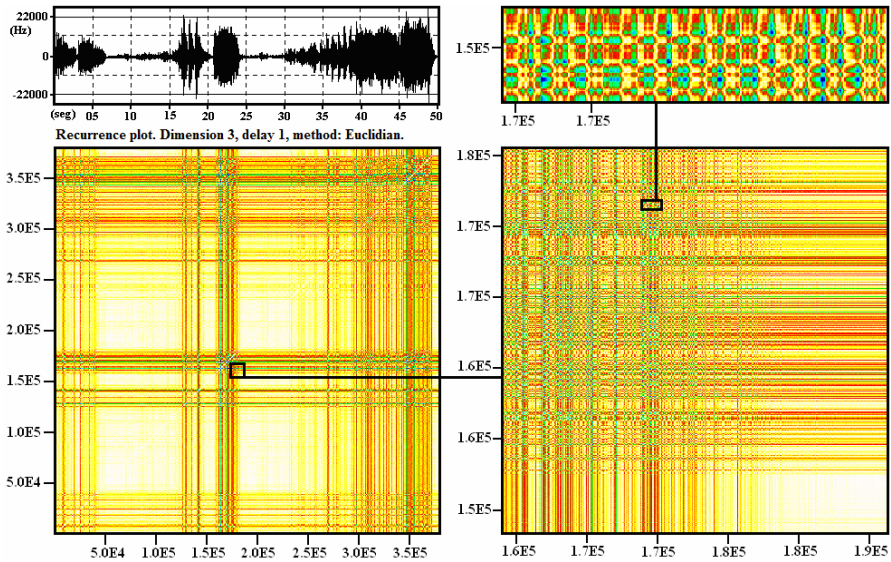 22000
(Hz)
0
-22000
(seg) 05 10 15 20 25 30 35 40 45 50
1.5E5
1.7E5 1.7E5
Recurrence plot. Dimension 3, delay 1, method: Euclidian.
3.5E5
3.0E5
2.5E5
2.0E5
1.5E5
1.0E5
5.0E4
5.0E4 1.0E5 1.5E5 2.0E5 2.5E5 3.0E5 3.5E5
1.8E5
1.7E5
1.7E5
1.6E5
1.6E5
1.5E5
1.6E5 1.7E5 1.7E5 1.8E5 1.8E5 1.9E5